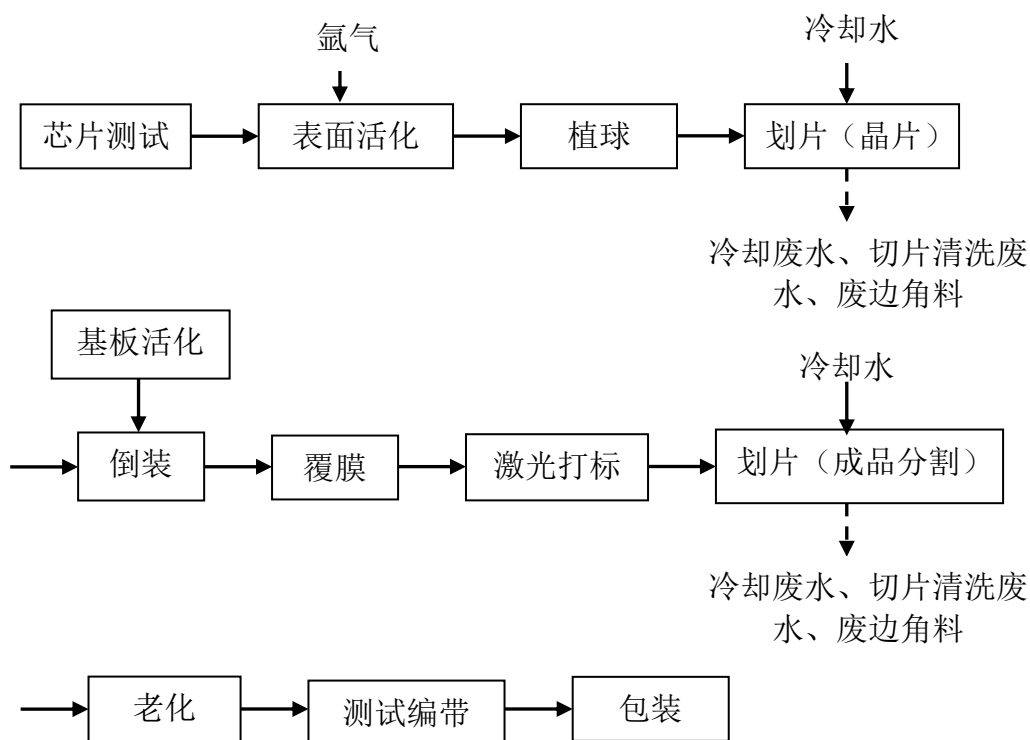 氩气
冷却水
芯片测试
表面活化
植球
划片（晶片）
冷却废水、切片清洗废
水、废边角料
基板活化
冷却水
倒装
覆膜
激光打标
划片（成品分割）
冷却废水、切片清洗废
水、废边角料
老化
测试编带
包装